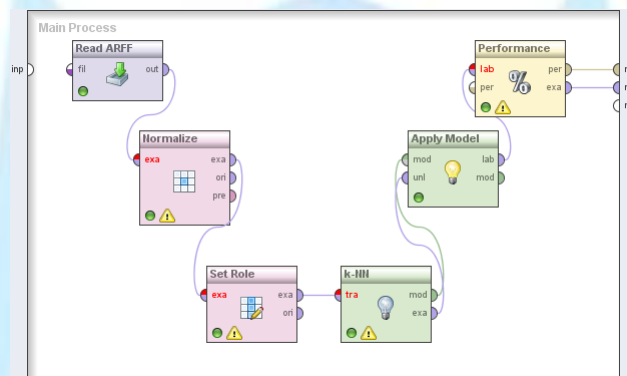 Main Process
Read ARFF
inp
fil
out
Normalize
exa
exa
ori
pre
Set Role
exa
exa
ori
k-NN
tra
mod
exa
Apply Model
mod
lab
unl
mod
Performance
lab
per
per
exa
%